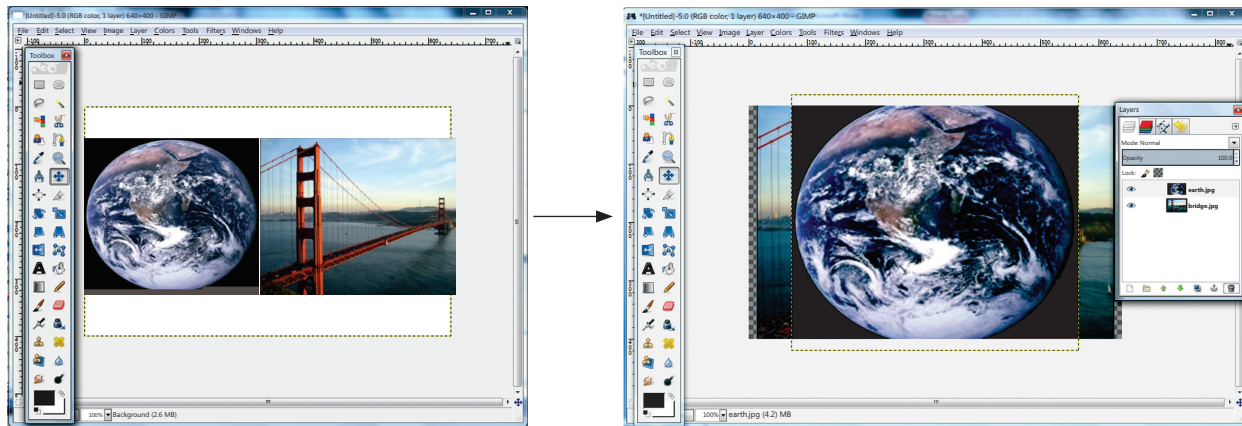 [Untitled]-5.0 (RGB color, 1 layer) 640×400 - GIMP
File Edit Select View Image Layer Colors Tools Filters Windows Help
Toolbox
100% Background (2.6 MB)
*[Untitled]-5.0 (RGB color, 1 layer) 640×400 - GIMP
File Edit Select View Image Layer Colors Tools Filters Windows Help
Toolbox
Layers
Mode: Normal
Opacity 100.0
Lock:
earth.jpg
bridge.jpg
100% earth.jpg (4.2) MB